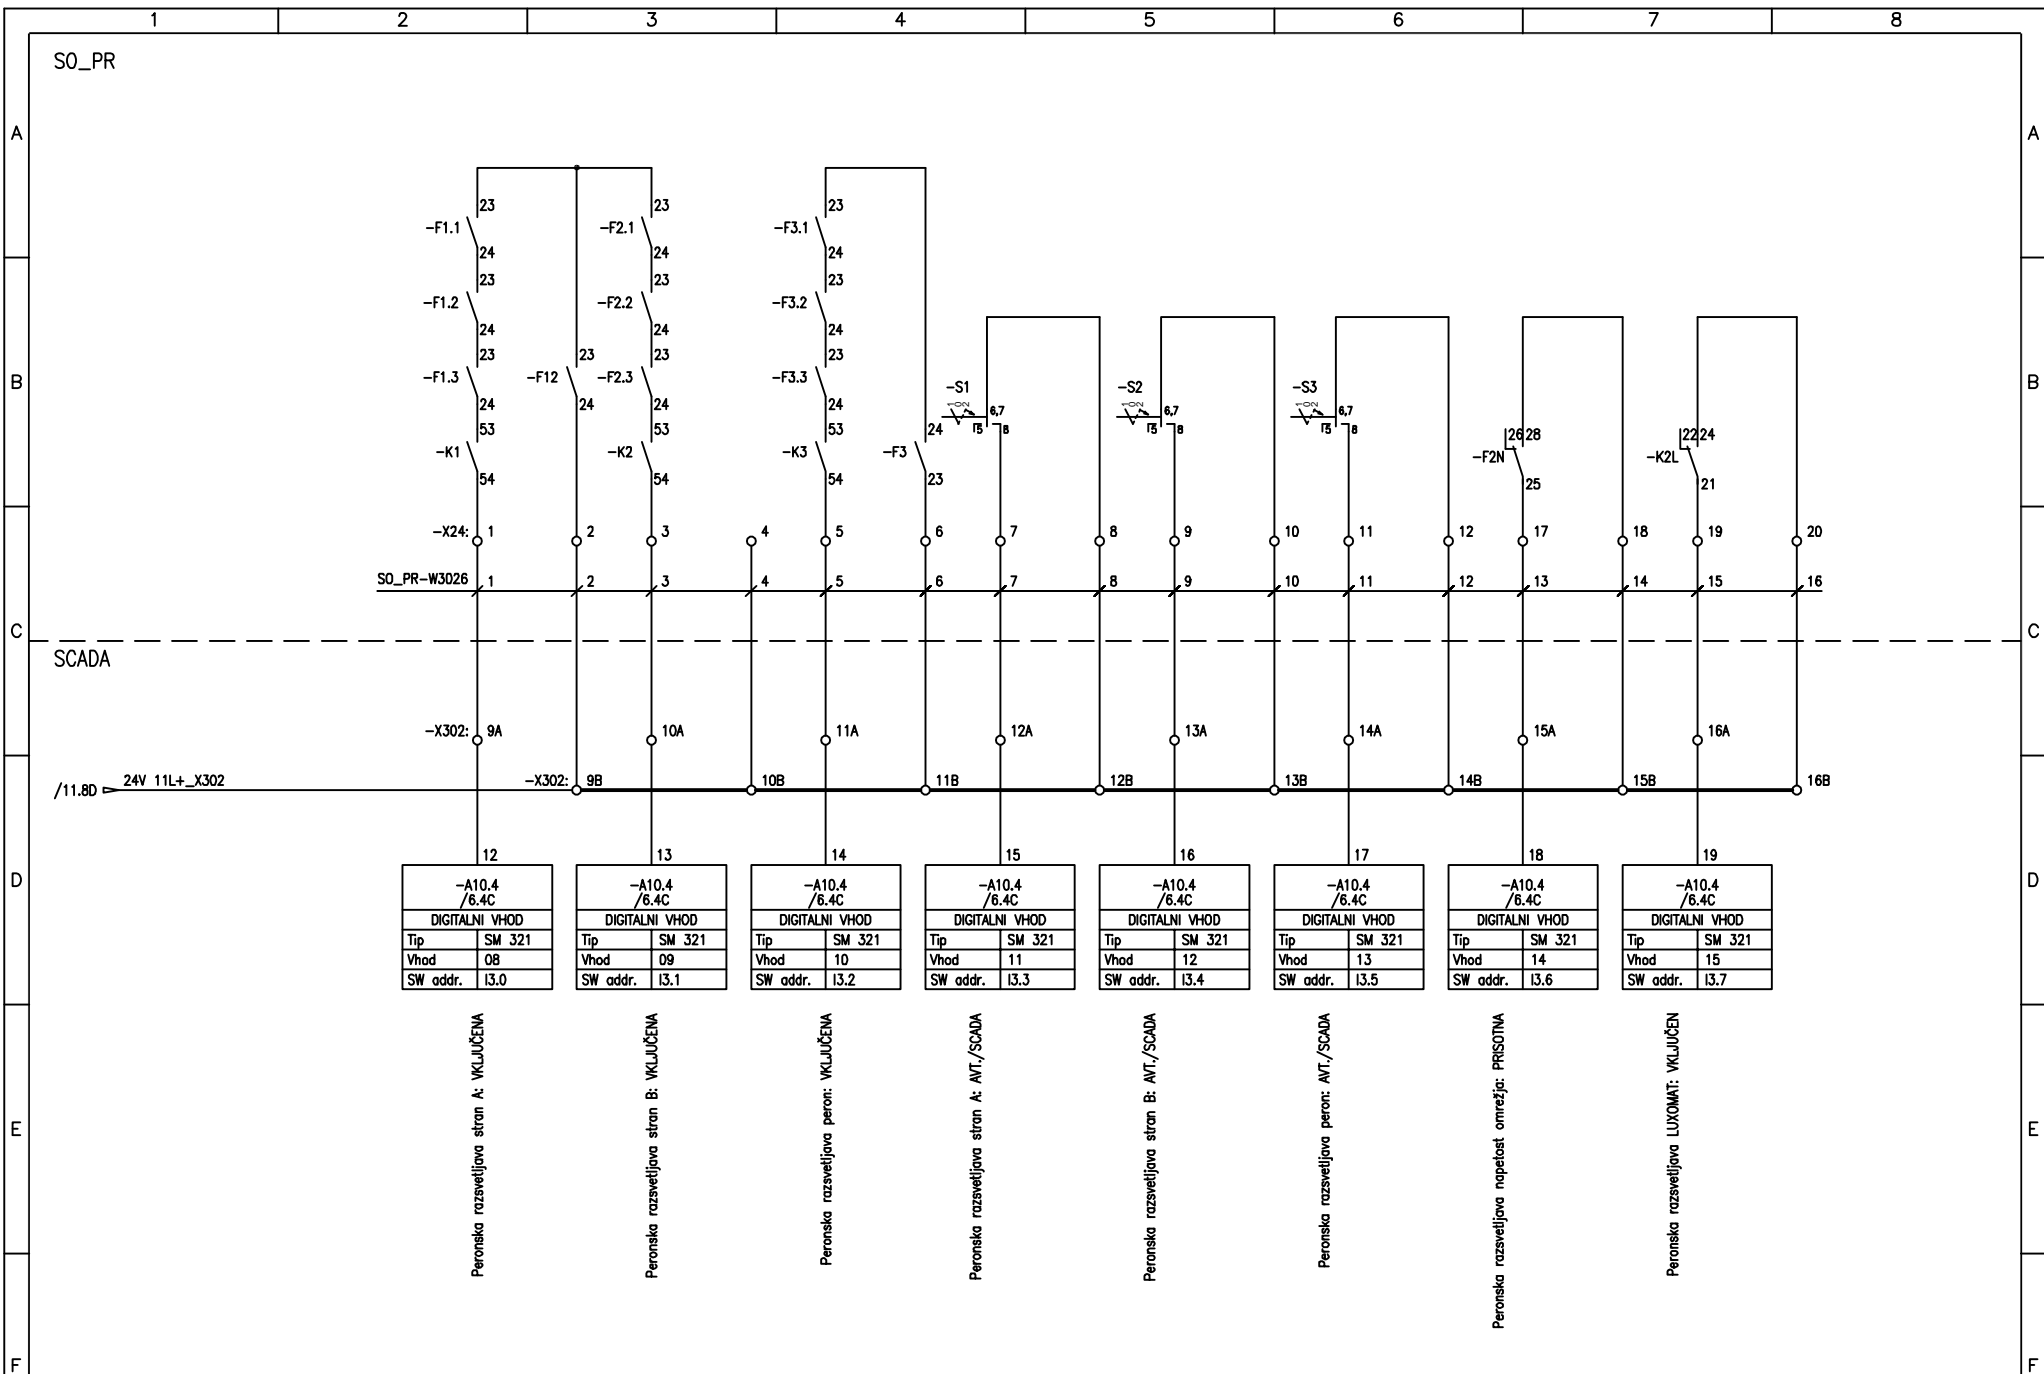 1 2 3 4 5 6 7 8
SO_PR
A A
23 23 23
-F1.1 -F2.1 -F3.1
24 24 24
23 23 23
-F1.2 -F2.2 -F3.2
24 24 24
23 23 23 23
-F1.3 -F12 -F2.3 -F3.3 -S1 -S2 -S3
B B
1 0 2 1 0 2 1 0 2
24 24 24 24 6,7 6,7 6,7
5 8 5 8 5 8
53 53 53 24 26 28 22 24
-K1 -K2 -K3 -F3 -F2N -K2L
54 54 54 23 25 21
-X24: 1 2 3 4 5 6 7 8 9 10 11 12 17 18 19 20
SO_PR-W3026 1 2 3 4 5 6 7 8 9 10 11 12 13 14 15 16
C C
SCADA
-X302: 9A 10A 11A 12A 13A 14A 15A 16A
/11.8D 24V 11L+_X302 -X302: 9B 10B 11B 12B 13B 14B 15B 16B
12 13 14 15 16 17 18 19
D D
-A10.4 -A10.4 -A10.4 -A10.4 -A10.4 -A10.4 -A10.4 -A10.4
/6.4C /6.4C /6.4C /6.4C /6.4C /6.4C /6.4C /6.4C
DIGITALNI VHOD DIGITALNI VHOD DIGITALNI VHOD DIGITALNI VHOD DIGITALNI VHOD DIGITALNI VHOD DIGITALNI VHOD DIGITALNI VHOD
Tip SM 321 Tip SM 321 Tip SM 321 Tip SM 321 Tip SM 321 Tip SM 321 Tip SM 321 Tip SM 321
Vhod 08 Vhod 09 Vhod 10 Vhod 11 Vhod 12 Vhod 13 Vhod 14 Vhod 15
SW addr. I3.0 SW addr. I3.1 SW addr. I3.2 SW addr. I3.3 SW addr. I3.4 SW addr. I3.5 SW addr. I3.6 SW addr. I3.7
Peronska razsvetljava stran A: VKLJUČENA
Peronska razsvetljava stran B: VKLJUČENA
Peronska razsvetljava peron: VKLJUČENA
Peronska razsvetljava stran A: AVT./SCADA
Peronska razsvetljava stran B: AVT./SCADA
Peronska razsvetljava peron: AVT./SCADA
Peronska razsvetljava napetost omrežja: PRISOTNA
Peronska razsvetljava LUXOMAT: VKLJUČEN
E E
F F